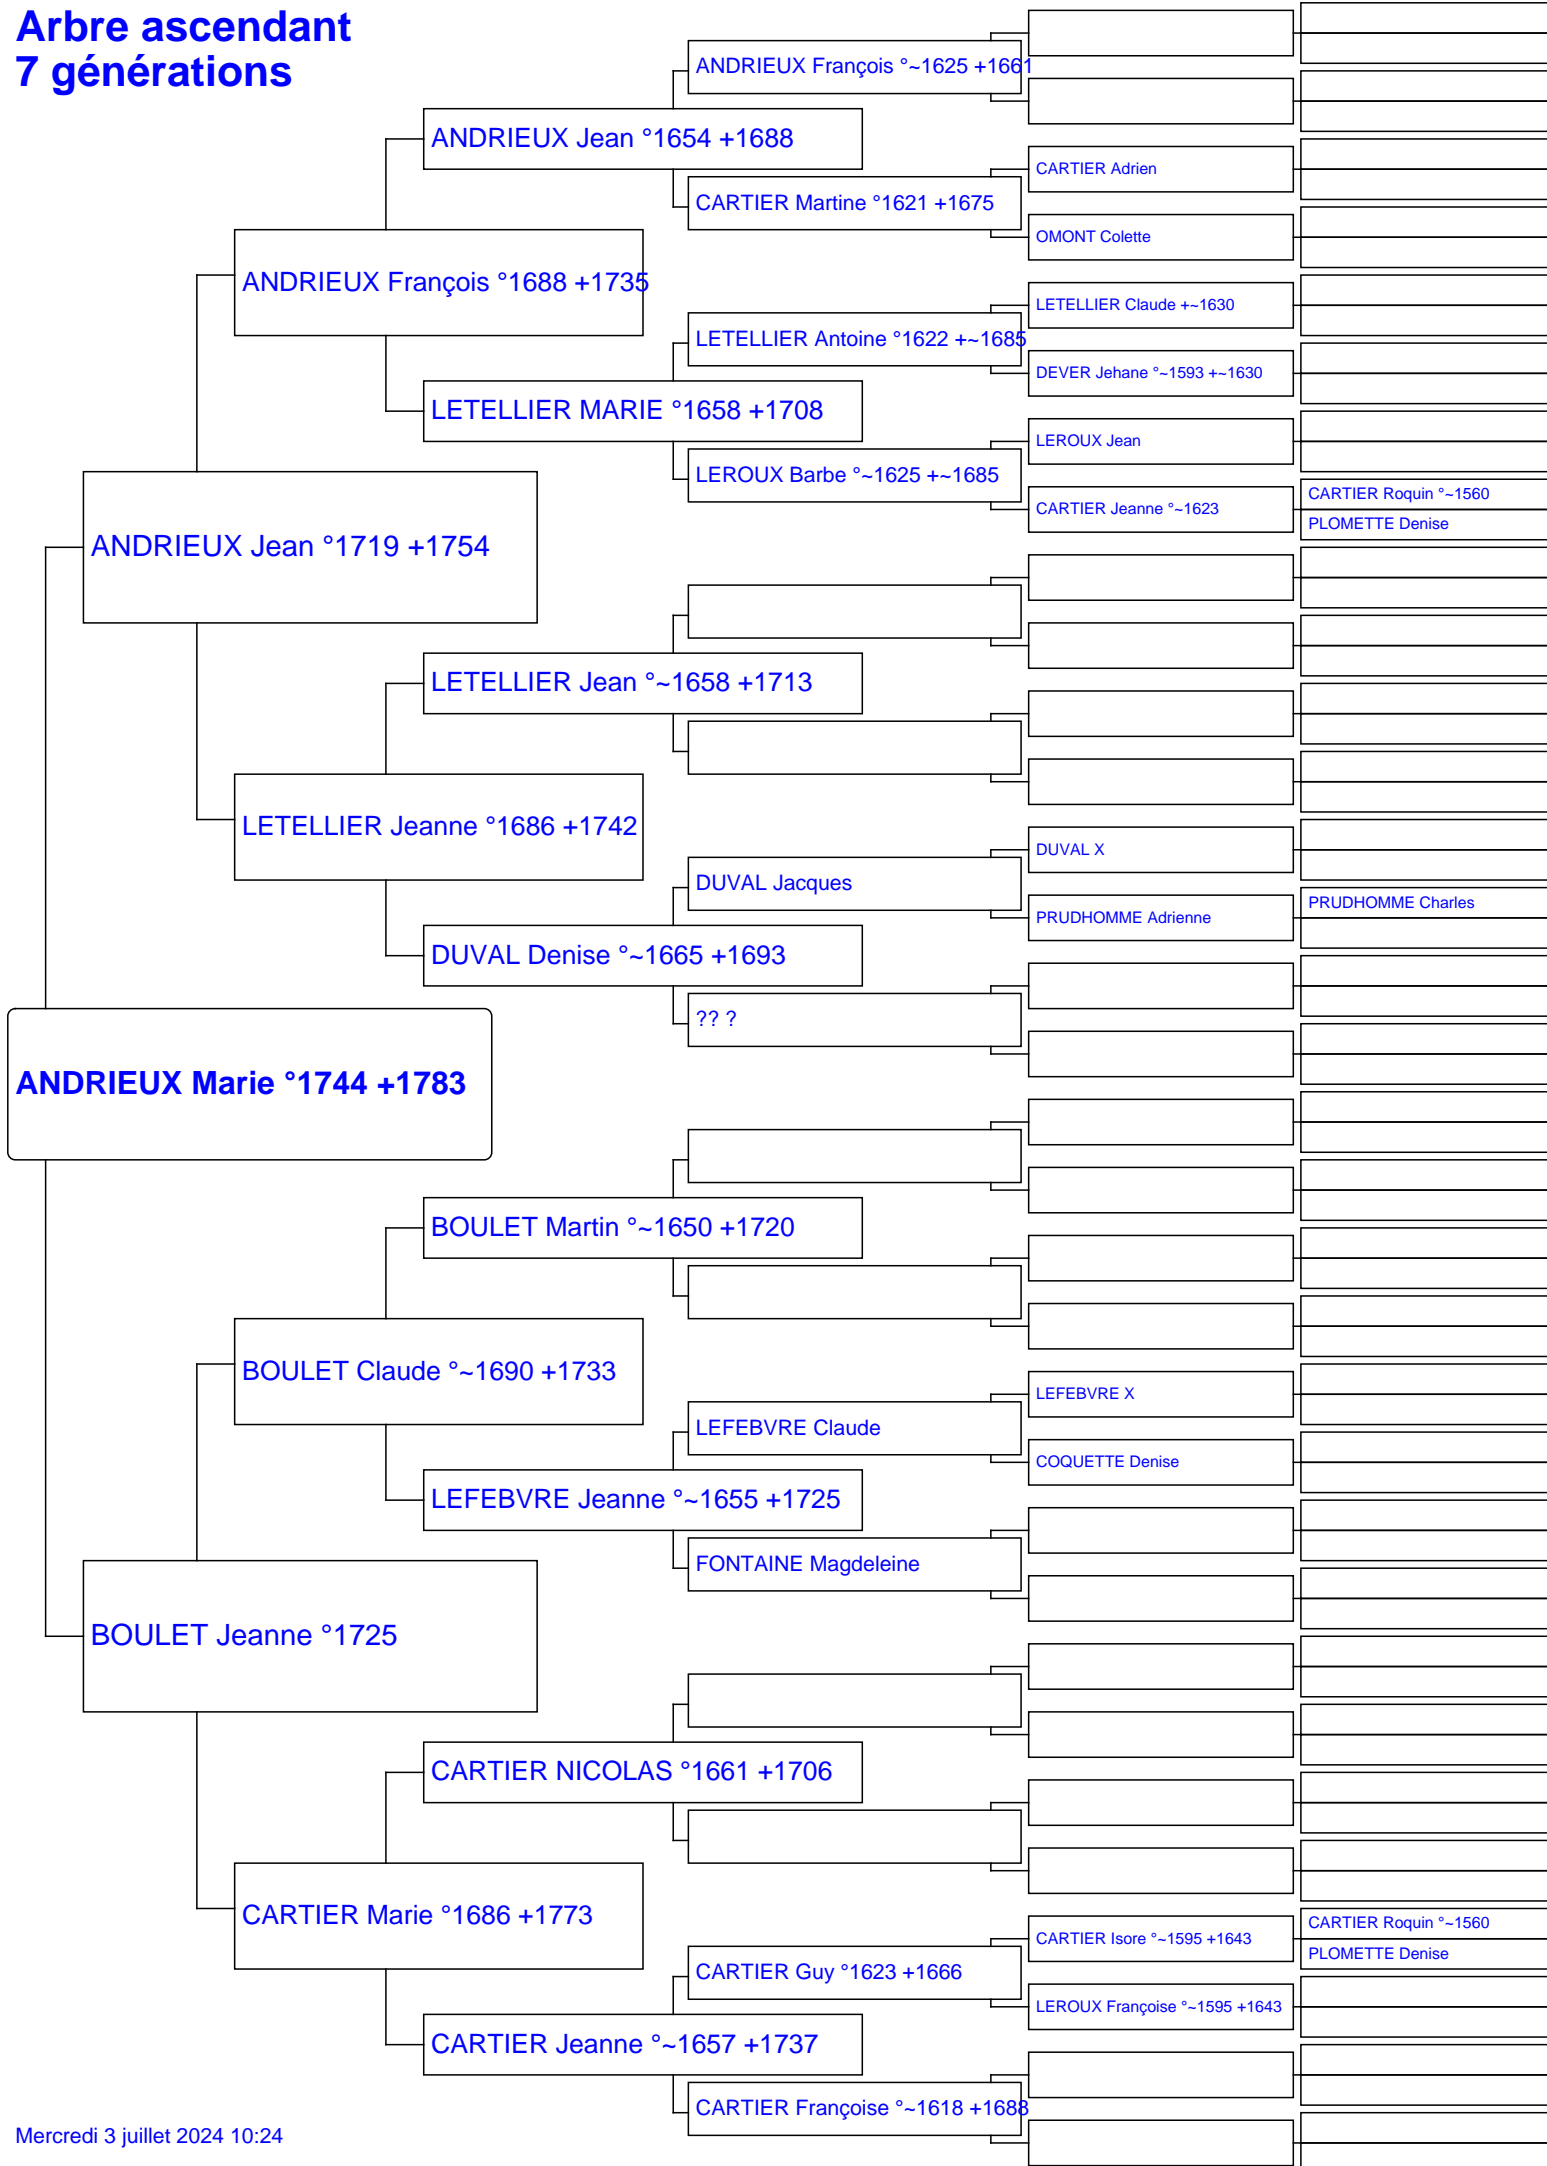 Arbre ascendant
7 générations
ANDRIEUX François °~1625 +1661
ANDRIEUX Jean °1654 +1688
CARTIER Adrien
CARTIER Martine °1621 +1675
OMONT Colette
ANDRIEUX François °1688 +1735
LETELLIER Claude +~1630
LETELLIER Antoine °1622 +~1685
DEVER Jehane °~1593 +~1630
LETELLIER MARIE °1658 +1708
LEROUX Jean
LEROUX Barbe °~1625 +~1685
CARTIER Roquin °~1560
CARTIER Jeanne °~1623
PLOMETTE Denise
ANDRIEUX Jean °1719 +1754
LETELLIER Jean °~1658 +1713
LETELLIER Jeanne °1686 +1742
DUVAL X
DUVAL Jacques
PRUDHOMME Charles
PRUDHOMME Adrienne
DUVAL Denise °~1665 +1693
?? ?
ANDRIEUX Marie °1744 +1783
BOULET Martin °~1650 +1720
BOULET Claude °~1690 +1733
LEFEBVRE X
LEFEBVRE Claude
COQUETTE Denise
LEFEBVRE Jeanne °~1655 +1725
FONTAINE Magdeleine
BOULET Jeanne °1725
CARTIER NICOLAS °1661 +1706
CARTIER Marie °1686 +1773
CARTIER Roquin °~1560
CARTIER Isore °~1595 +1643
PLOMETTE Denise
CARTIER Guy °1623 +1666
LEROUX Françoise °~1595 +1643
CARTIER Jeanne °~1657 +1737
CARTIER Françoise °~1618 +1688
Mercredi 3 juillet 2024 10:24